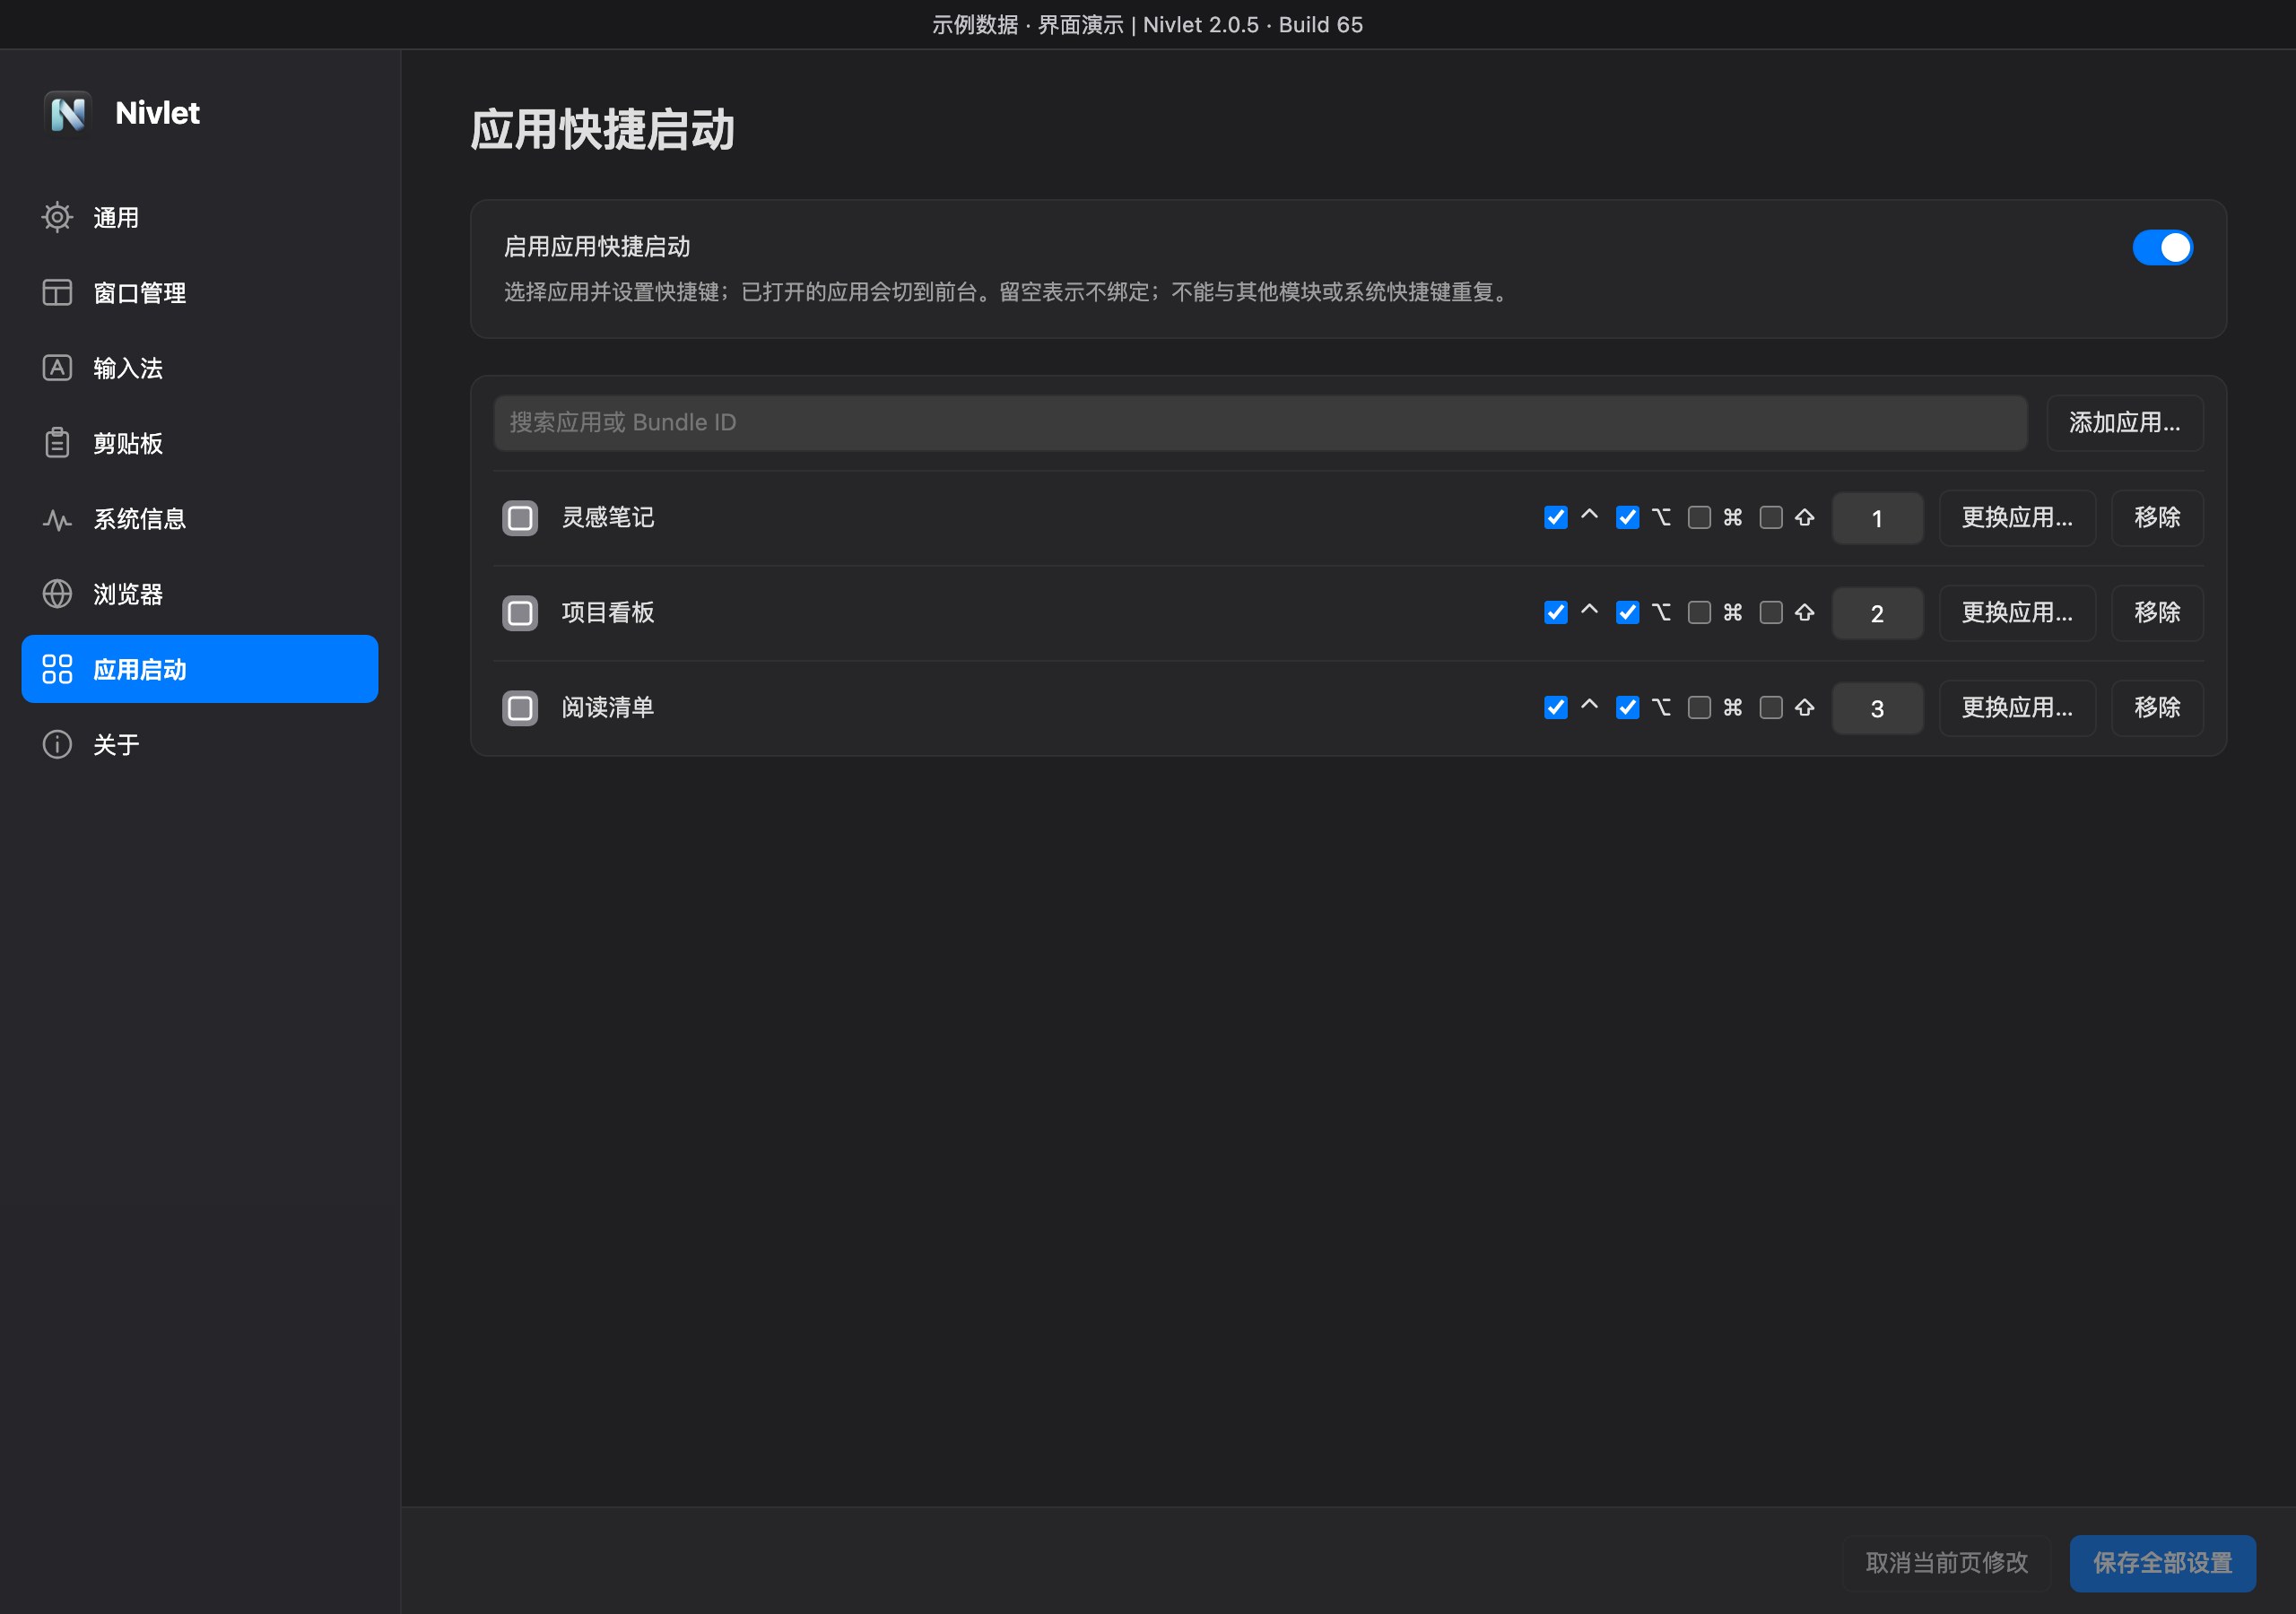 示例数据 · 界面演示 | Nivlet 2.0.5 · Build 65
Nivlet
通用
窗口管理
输入法
剪贴板
系统信息
浏览器
应用启动
关于
应用快捷启动
启用应用快捷启动
选择应用并设置快捷键；已打开的应用会切到前台。留空表示不绑定；不能与其他模块或系统快捷键重复。
搜索应用或 Bundle ID 添加应用...
灵感笔记 ^ ⌥ ⌘ ⇧ 1 更换应用... 移除
项目看板 ^ ⌥ ⌘ ⇧ 2 更换应用... 移除
阅读清单 ^ ⌥ ⌘ ⇧ 3 更换应用... 移除
取消当前页修改 保存全部设置